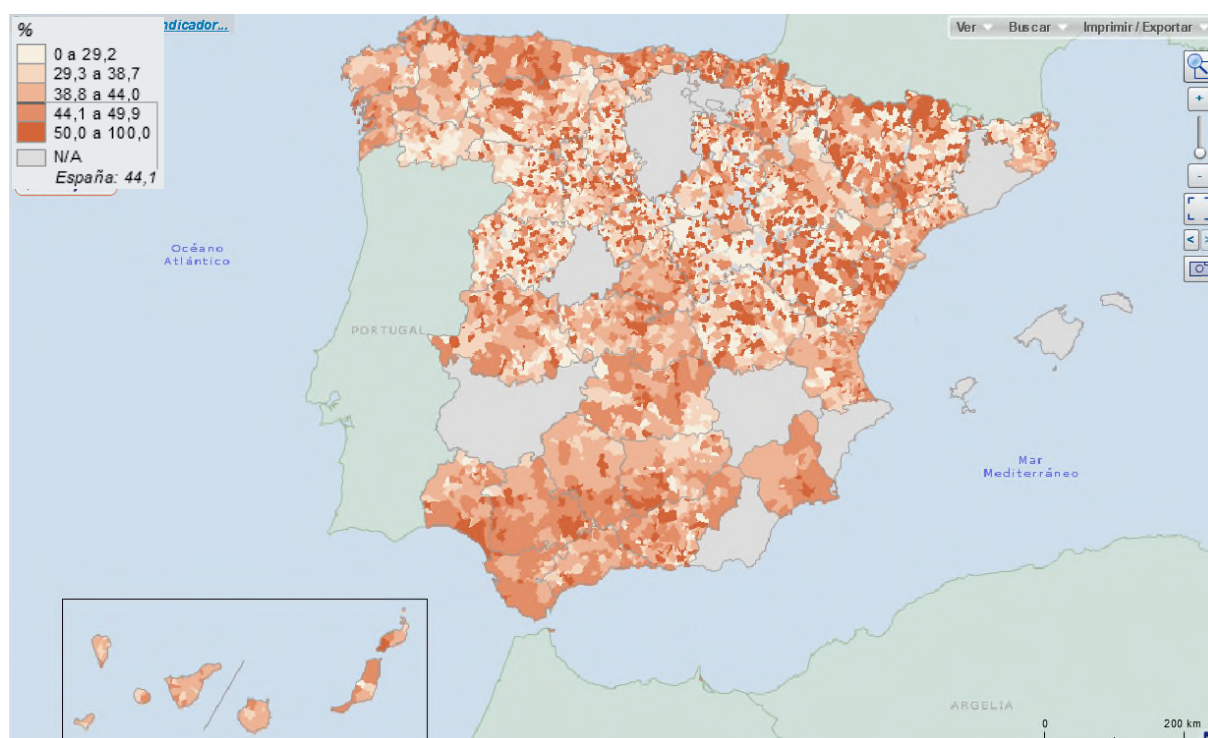 %
0 a 29,2
29,3 a 38,7
38,8 a 44,0
44,1 a 49,9
50,0 a 100,0
N/A
España: 44,1
ndicador...
Ver
Buscar
Imprimir / Exportar
+
-
< >
Océano
Atlántico
PORTUGAL
Mar
Mediterráneo
ARGELIA
0
200 km